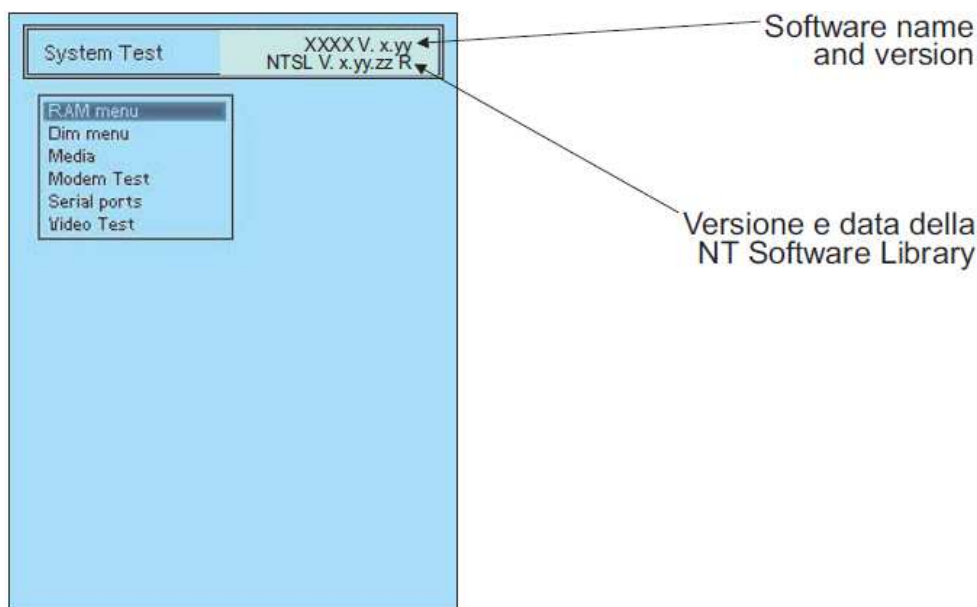 System Test
XXXX V. x.yy
NTSL V. x.yy.zz R
RAM menu
Dim menu
Media
Modem Test
Serial ports
Video Test
Software name
and version
Versione e data della
NT Software Library